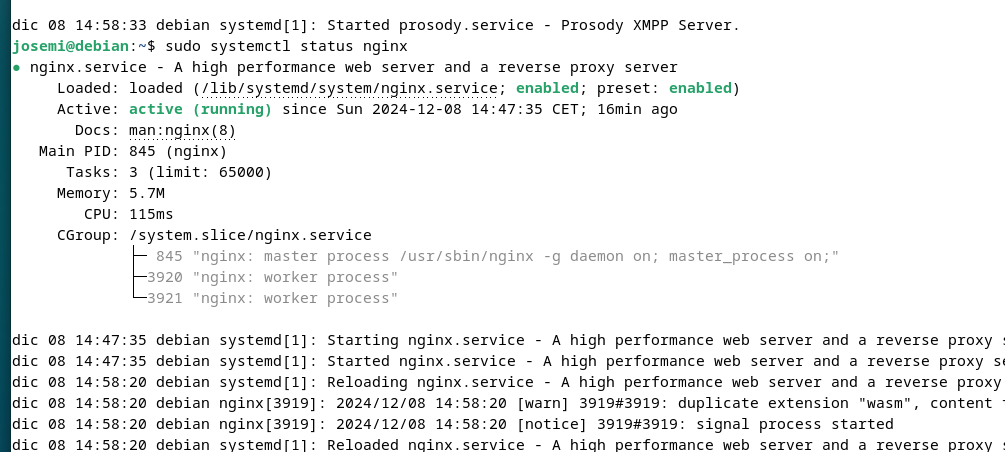 dic 08 14:58:33 debian systemd[1]: Started prosody.service - Prosody XMPP Server.
josemi@debian:~$ sudo systemctl status nginx
● nginx.service - A high performance web server and a reverse proxy server
Loaded: loaded (/lib/systemd/system/nginx.service; enabled; preset: enabled)
Active: active (running) since Sun 2024-12-08 14:47:35 CET; 16min ago
Docs: man:nginx(8)
Main PID: 845 (nginx)
Tasks: 3 (limit: 65000)
Memory: 5.7M
CPU: 115ms
CGroup: /system.slice/nginx.service
├─ 845 "nginx: master process /usr/sbin/nginx -g daemon on; master_process on;"
├─3920 "nginx: worker process"
└─3921 "nginx: worker process"
dic 08 14:47:35 debian systemd[1]: Starting nginx.service - A high performance web server and a reverse proxy
dic 08 14:47:35 debian systemd[1]: Started nginx.service - A high performance web server and a reverse proxy
dic 08 14:58:20 debian systemd[1]: Reloading nginx.service - A high performance web server and a reverse proxy
dic 08 14:58:20 debian nginx[3919]: 2024/12/08 14:58:20 [warn] 3919#3919: duplicate extension "wasm", content
dic 08 14:58:20 debian nginx[3919]: 2024/12/08 14:58:20 [notice] 3919#3919: signal process started
dic 08 14:58:20 debian systemd[1]: Reloaded nginx.service - A high performance web server and a reverse proxy